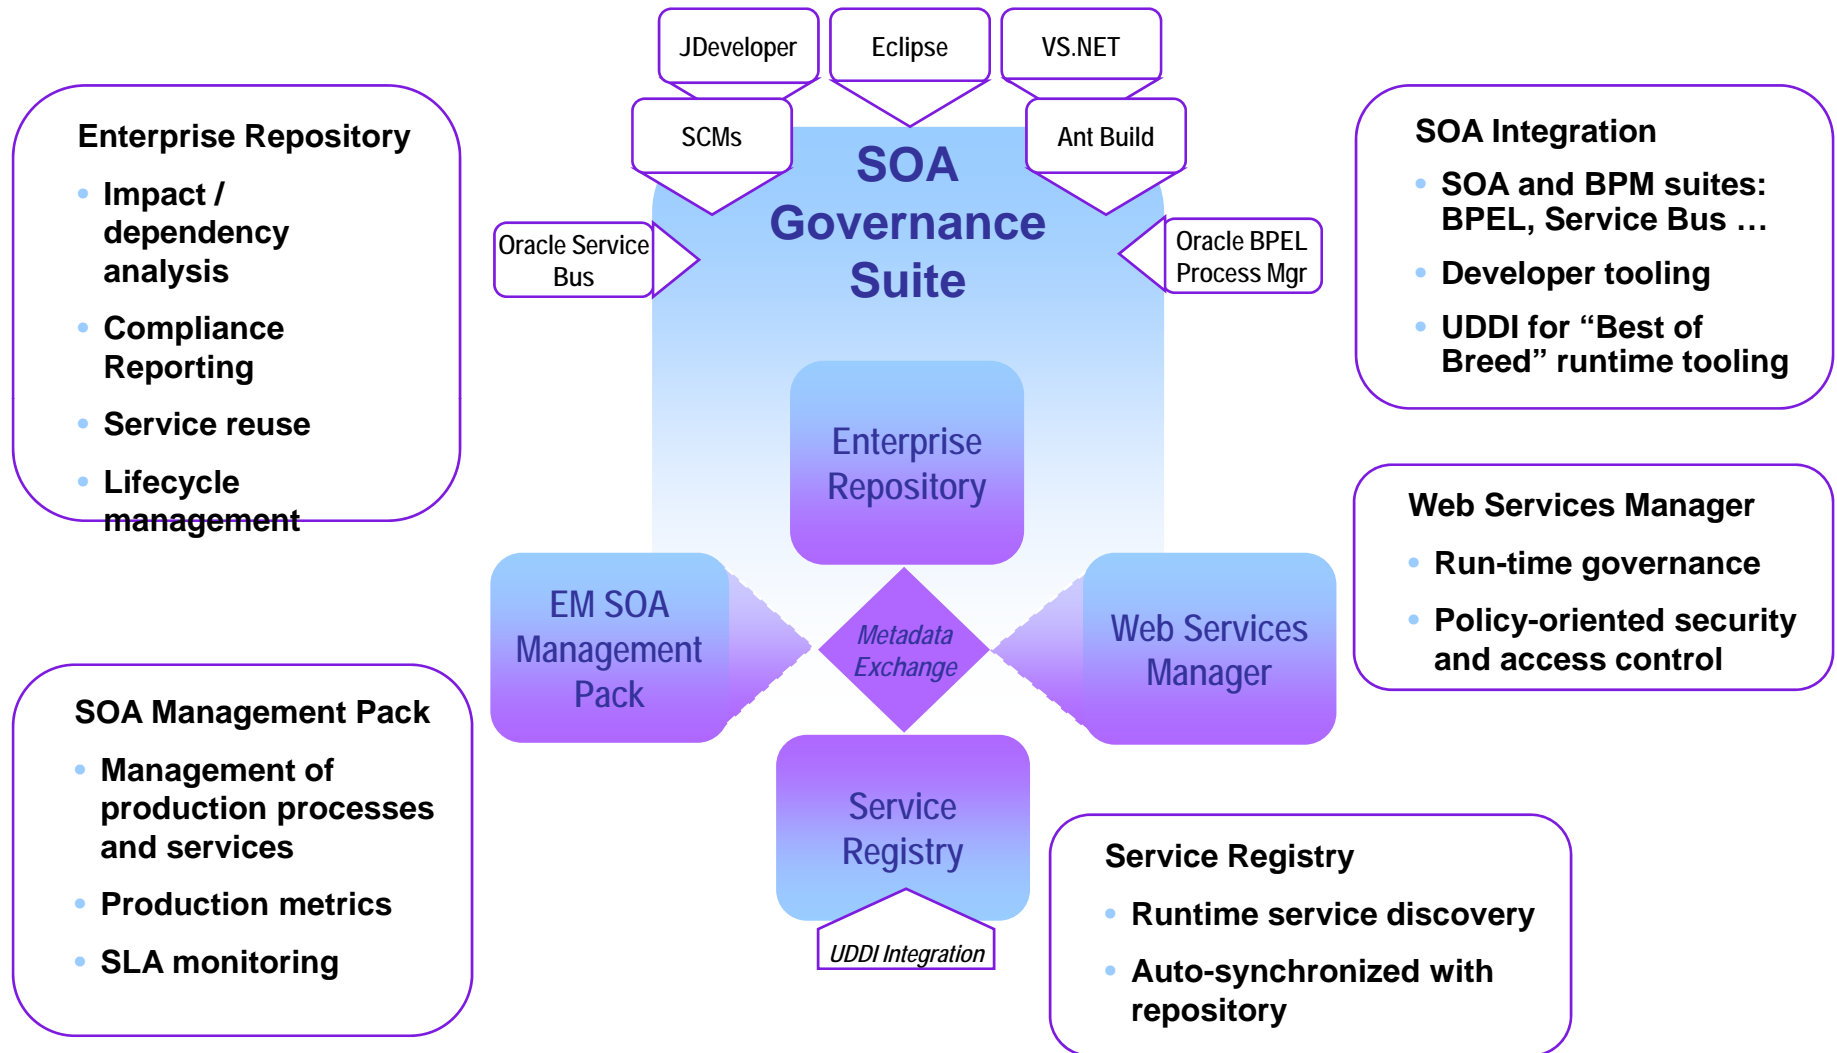 JDeveloper
Eclipse
VS.NET
SCMs
Ant Build
SOA
Governance
Suite
Oracle Service
Bus
Oracle BPEL
Process Mgr
Enterprise Repository
• Impact /
dependency
analysis
• Compliance
Reporting
• Service reuse
• Lifecycle
management
SOA Integration
• SOA and BPM suites:
BPEL, Service Bus …
• Developer tooling
• UDDI for “Best of
Breed” runtime tooling
Enterprise
Repository
EM SOA
Management
Pack
Metadata
Exchange
Web Services
Manager
Service
Registry
UDDI Integration
Web Services Manager
• Run-time governance
• Policy-oriented security
and access control
SOA Management Pack
• Management of
production processes
and services
• Production metrics
• SLA monitoring
Service Registry
• Runtime service discovery
• Auto-synchronized with
repository